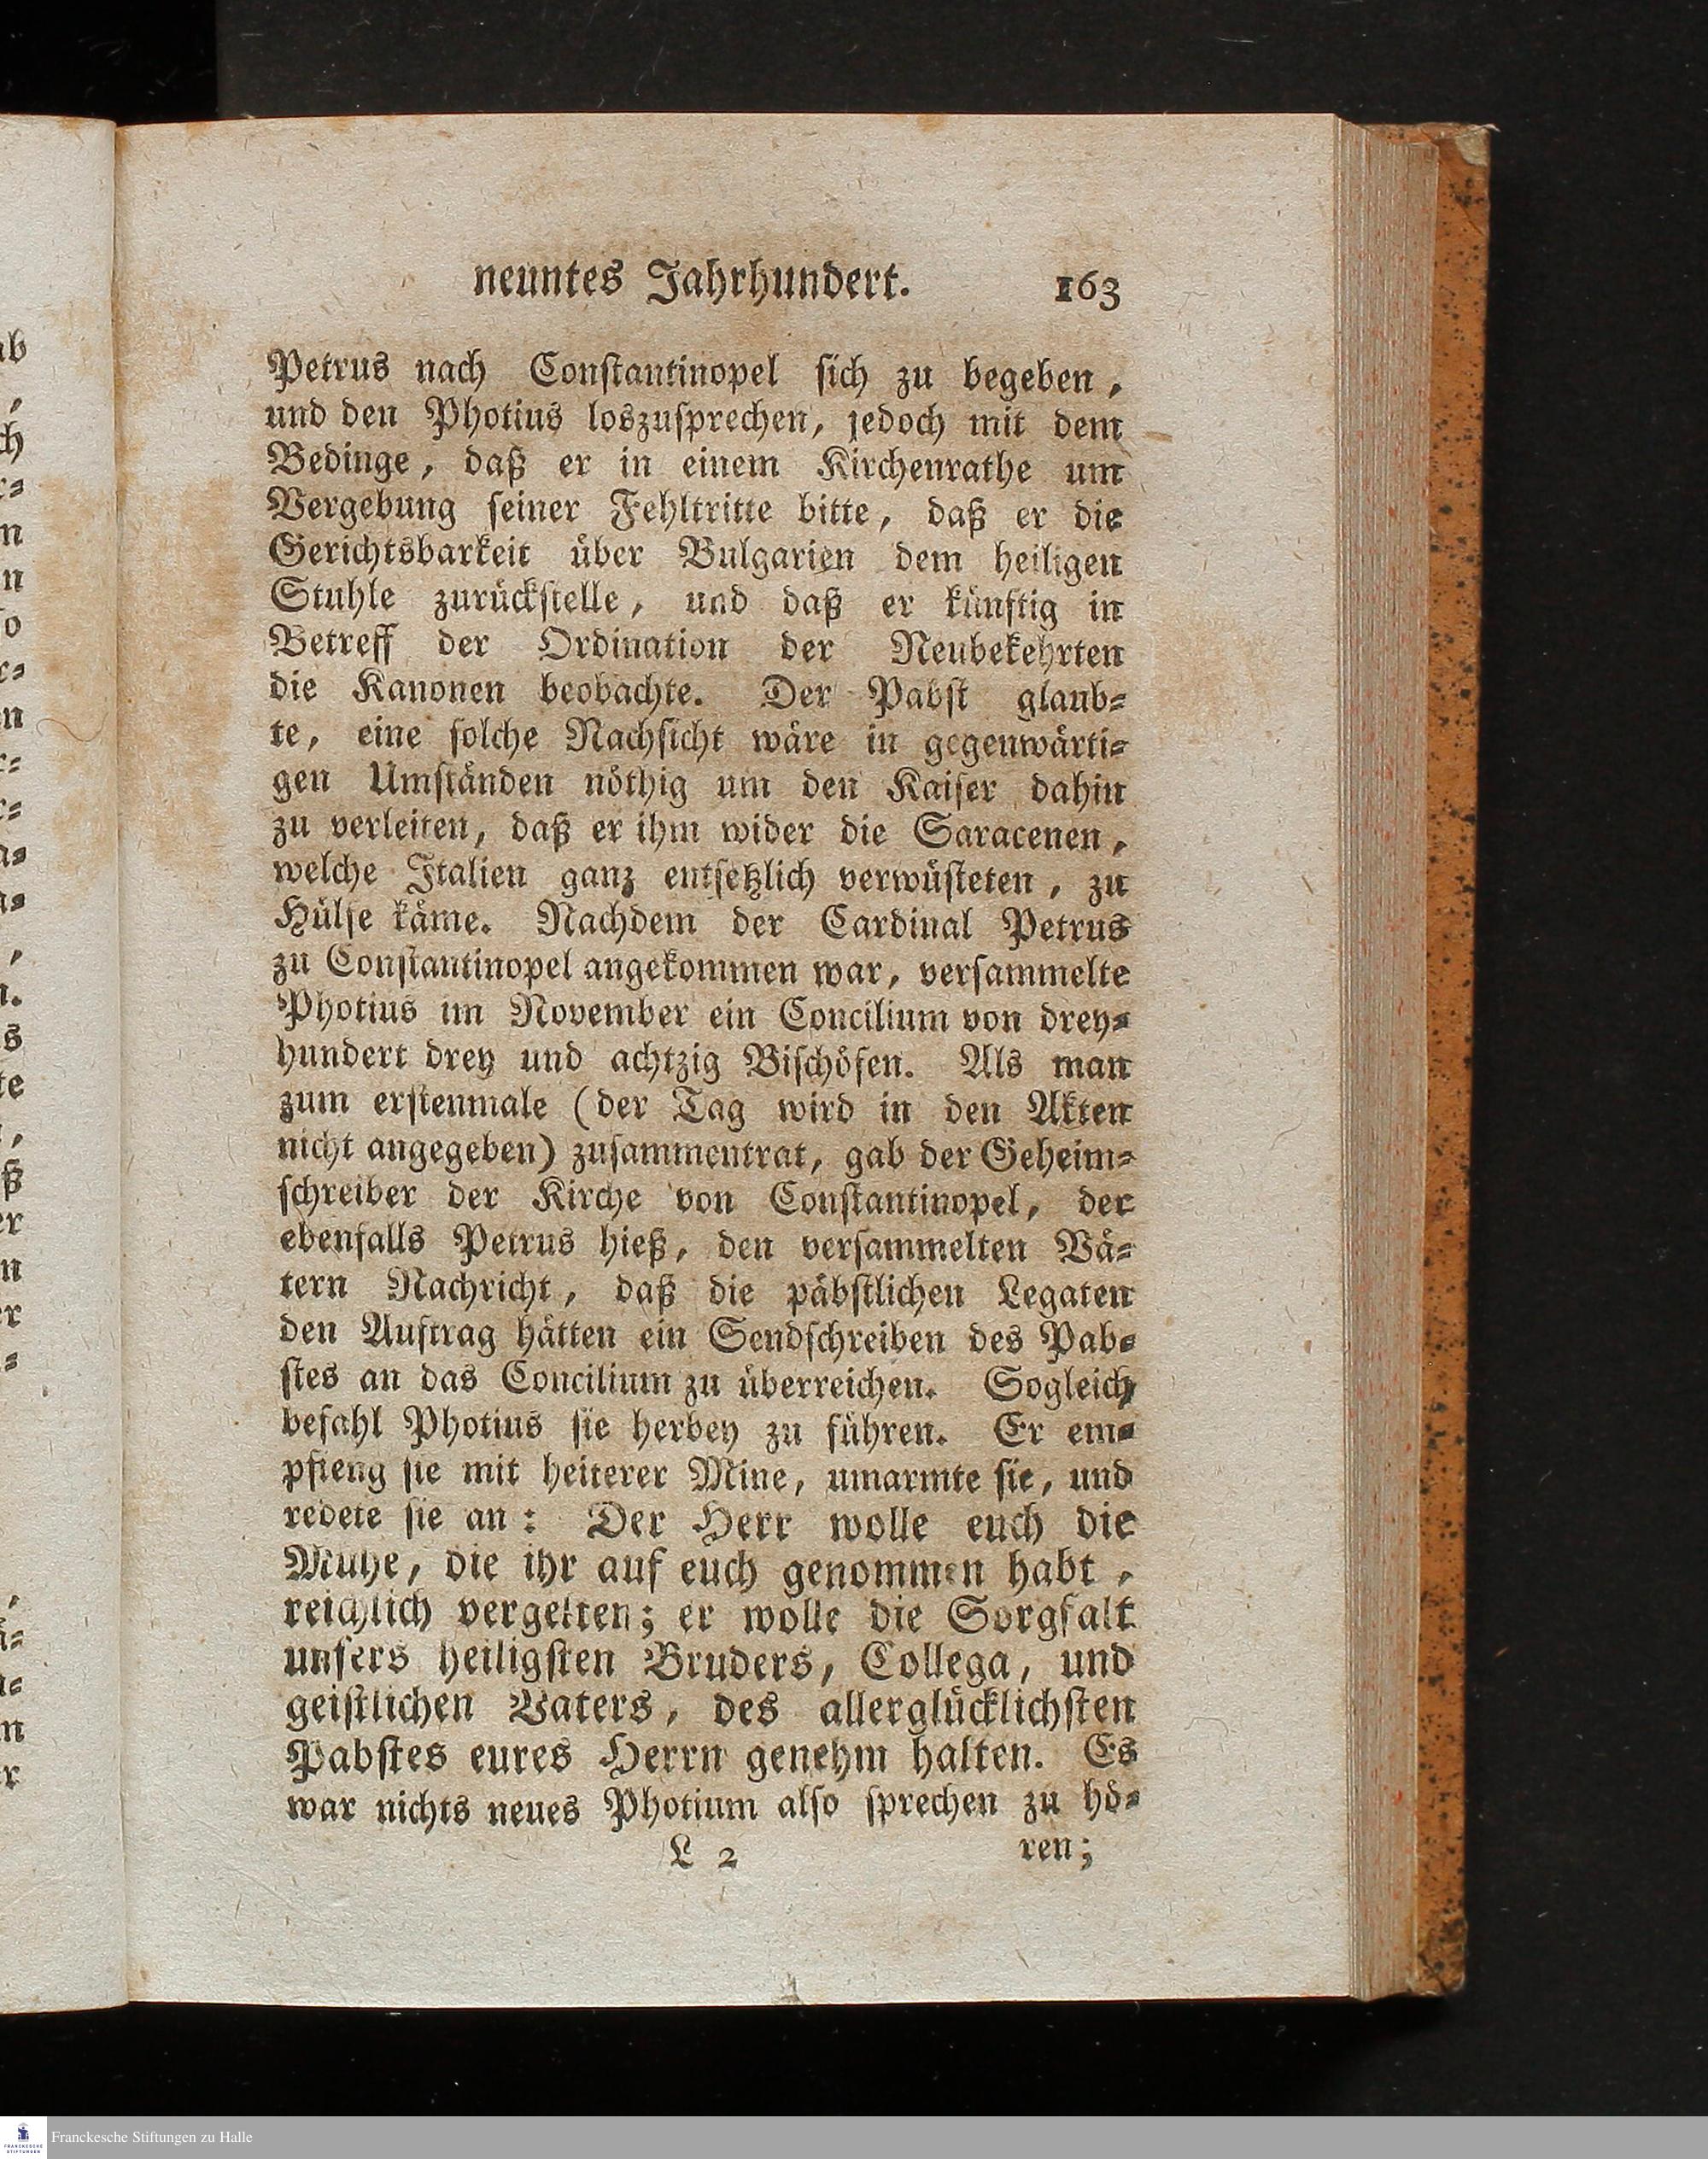 neuntes Jahrhundert. 163
Petrus nach Constantinopel sich zu begeben,
und den Photius loszusprechen, jedoch mit dem
Bedinge, daß er in einem Kirchenrathe um
Vergebung seiner Fehltritte bitte, daß er die
Gerichtsbarkeit über Bulgarien dem heiligen
Stuhle zurückstelle, und daß er künftig in
Betreff der Ordination der Neubekehrten
die Kanonen beobachte. Der Pabst glaub-
te, eine solche Nachsicht wäre in gegenwärti-
gen Umständen nöthig um den Kaiser dahin
zu verleiten, daß er ihm wider die Saracenen,
welche Italien ganz entsetzlich verwüsteten, zu
Hülfe käme. Nachdem der Cardinal Petrus
zu Constantinopel angekommen war, versammelte
Photius im November ein Concilium von drey-
hundert drey und achtzig Bischöfen. Als man
zum erstenmale (der Tag wird in den Akten
nicht angegeben) zusammentrat, gab der Geheim-
schreiber der Kirche von Constantinopel, der
ebenfalls Petrus hieß, den versammelten Vä-
tern Nachricht, daß die päbstlichen Legaten
den Auftrag hätten ein Sendschreiben des Pab-
stes an das Concilium zu überreichen. Sogleich
befahl Photius sie herbey zu führen. Er em-
pfieng sie mit heiterer Mine, umarmte sie, und
redete sie an: Der Herr wolle euch die
Mühe, die ihr auf euch genommen habt,
reichlich vergelten; er wolle die Sorgfalt
unsers heiligsten Bruders, Collega, und
geistlichen Vaters, des allerglücklichsten
Pabstes eures Herrn genehm halten. Es
war nichts neues Photium also sprechen zu hö-
L 2 ren;
Franckesche Stiftungen zu Halle